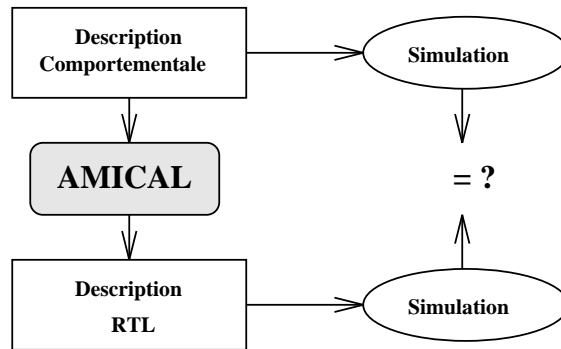 Description
Comportementale
Simulation
AMICAL
= ?
Description
RTL
Simulation